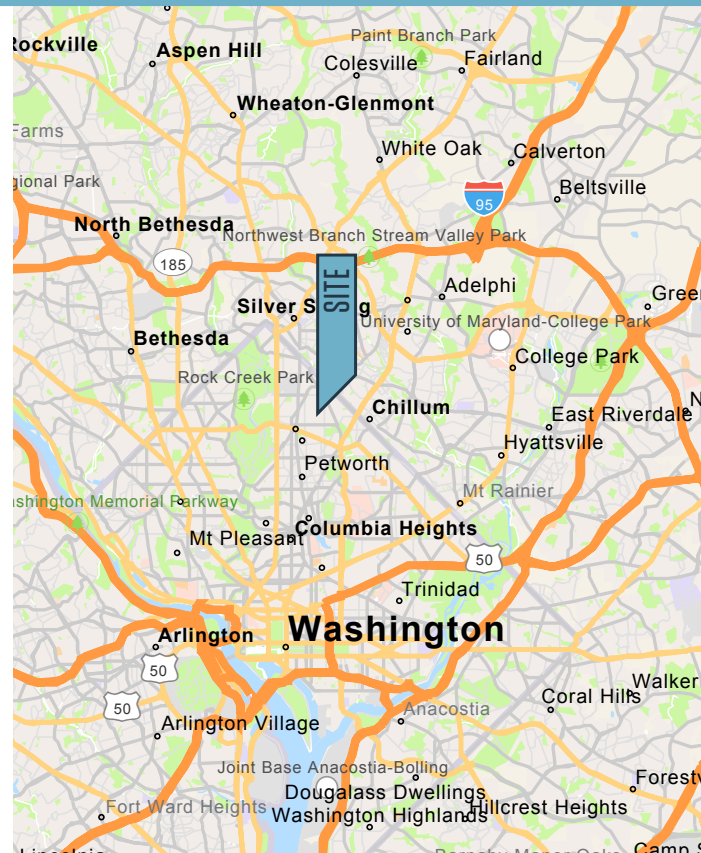 Paint Branch Park
Rockville
Aspen Hill
Fairland
Colesville
Wheaton-Glenmont
Farms
White Oak
Calverton
gional Park
Beltsville
95
North Bethesda
Northwest Branch Stream Valley Park
185
SITE
Adelphi
Silver S g
Gree
University of Maryland-College Park
Bethesda
College Park
Rock Creek Park
Chillum
East Riverdale
N
Hyattsville
Petworth
Mt Rainier
ashington Memorial Parkway
Columbia Heights
Mt Pleasant
50
Trinidad
Washington
Arlington
50
Walker
Coral Hills
50
Anacostia
Arlington Village
Joint Base Anacostia-Bolling
Forestv
Douglass Dwellings
Fort Ward Heights
Hillcrest Heights
Washington Highlands
Camp S